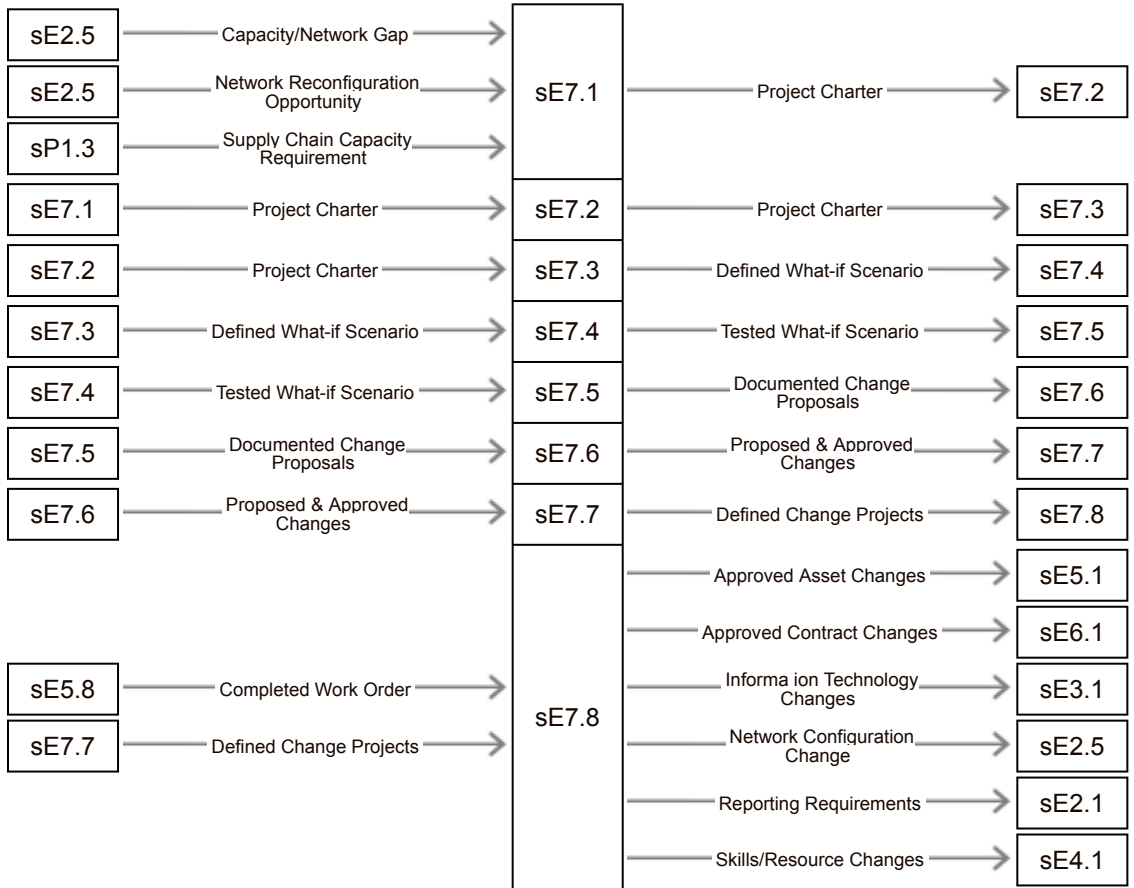 sE2.5
Capacity/Network Gap
sE2.5
Network Reconfiguration
Opportunity
sP1.3
Supply Chain Capacity
Requirement
sE7.1
Project Charter
sE7.2
sE7.1
Project Charter
sE7.2
Project Charter
sE7.3
sE7.2
Project Charter
sE7.3
Defined What-if Scenario
sE7.4
sE7.3
Defined What-if Scenario
sE7.4
Tested What-if Scenario
sE7.5
sE7.4
Tested What-if Scenario
sE7.5
Documented Change
Proposals
sE7.6
sE7.5
Documented Change
Proposals
sE7.6
Proposed & Approved
Changes
sE7.7
sE7.6
Proposed & Approved
Changes
sE7.7
Defined Change Projects
sE7.8
sE5.8
Completed Work Order
sE7.7
Defined Change Projects
sE7.8
Approved Asset Changes
sE5.1
Approved Contract Changes
sE6.1
Informa ion Technology
Changes
sE3.1
Network Configuration
Change
sE2.5
Reporting Requirements
sE2.1
Skills/Resource Changes
sE4.1